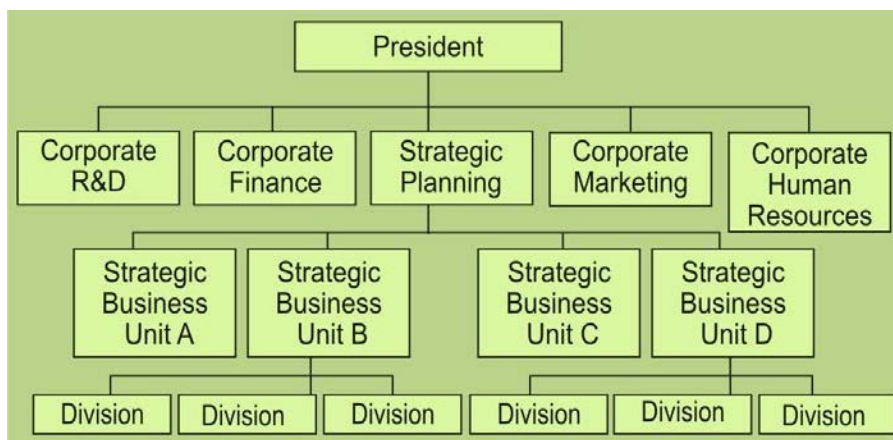 President
Corporate
R&D
Corporate
Finance
Strategic
Planning
Corporate
Marketing
Corporate
Human
Resources
Strategic
Business
Unit A
Strategic
Business
Unit B
Strategic
Business
Unit C
Strategic
Business
Unit D
Division
Division
Division
Division
Division
Division